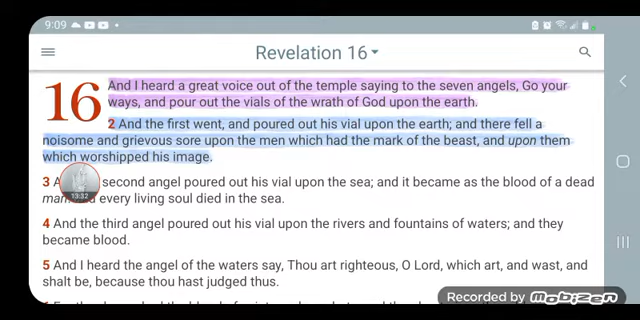 9:09
Revelation 16
16 And I heard a great voice out of the temple saying to the seven angels, Go your
ways, and pour out the vials of the wrath of God upon the earth.
2 And the first went, and poured out his vial upon the earth; and there fell a
noisome and grievous sore upon the men which had the mark of the beast, and upon them
which worshipped his image.
3 A second angel poured out his vial upon the sea; and it became as the blood of a dead
man every living soul died in the sea.
13:32
4 And the third angel poured out his vial upon the rivers and fountains of waters; and they
became blood.
5 And I heard the angel of the waters say, Thou art righteous, O Lord, which art, and wast, and
shalt be, because thou hast judged thus.
Recorded by Mobizen